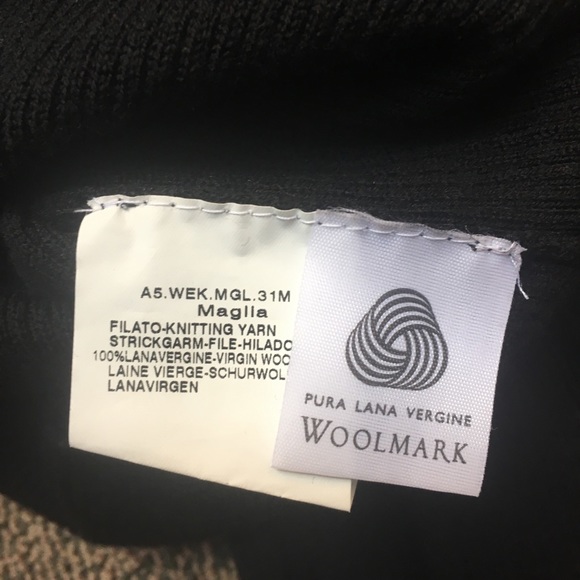 A5.WEK.MGL.31M
Maglia
FILATO-KNITTING YARN
STRICKGARM-FILE-HILADO
100%LANAVERGINE-VIRGIN WOO
LAINE VIERGE-SCHURWOL
LANAVIRGEN
PURA LANA VERGINE
WOOLMARK